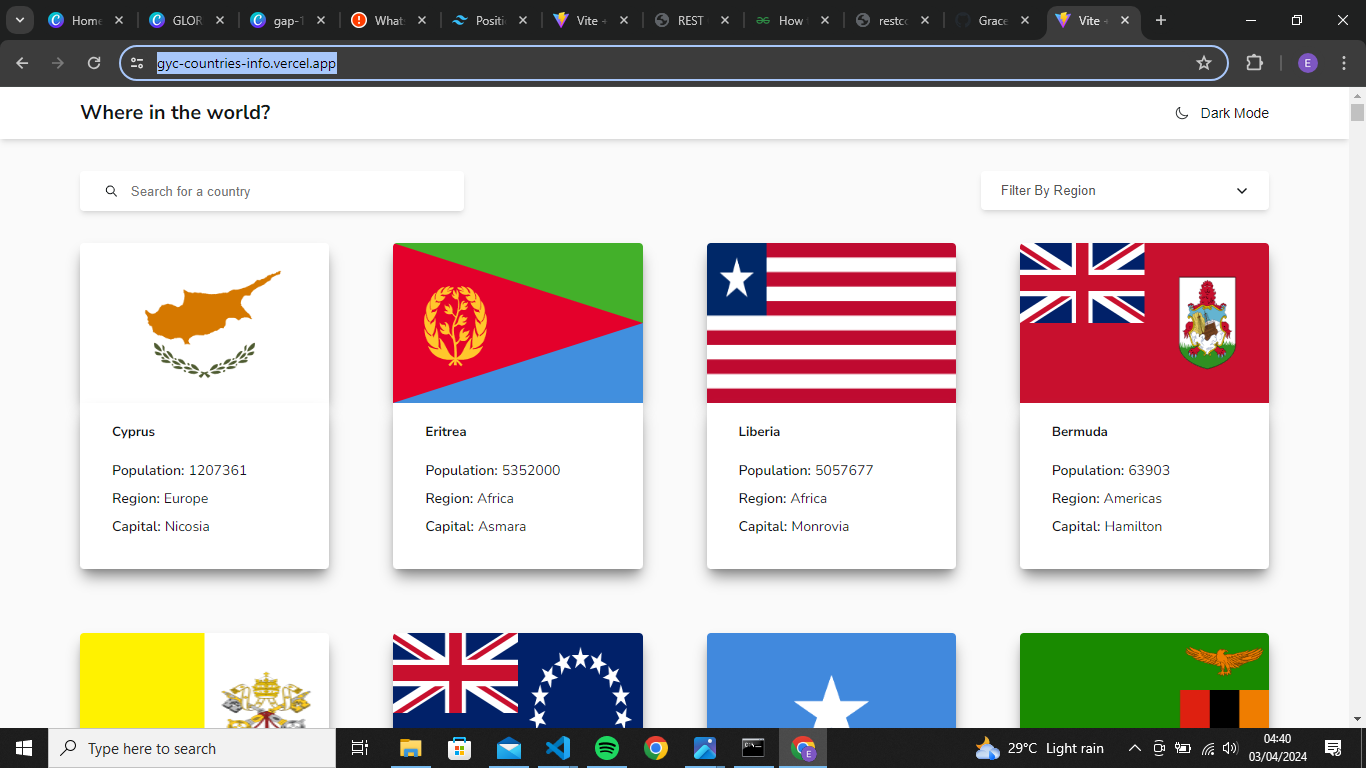 Home
GLOR
gap-1
What
Positi
Vite +
REST
How
restco
Grace
Vite +
gyc-countries-info.vercel.app
E
Where in the world?
Dark Mode
Search for a country
Filter By Region
Cyprus
Population: 1207361
Region: Europe
Capital: Nicosia
Eritrea
Population: 5352000
Region: Africa
Capital: Asmara
Liberia
Population: 5057677
Region: Africa
Capital: Monrovia
Bermuda
Population: 63903
Region: Americas
Capital: Hamilton
Type here to search
E
29°C Light rain
04:40
03/04/2024